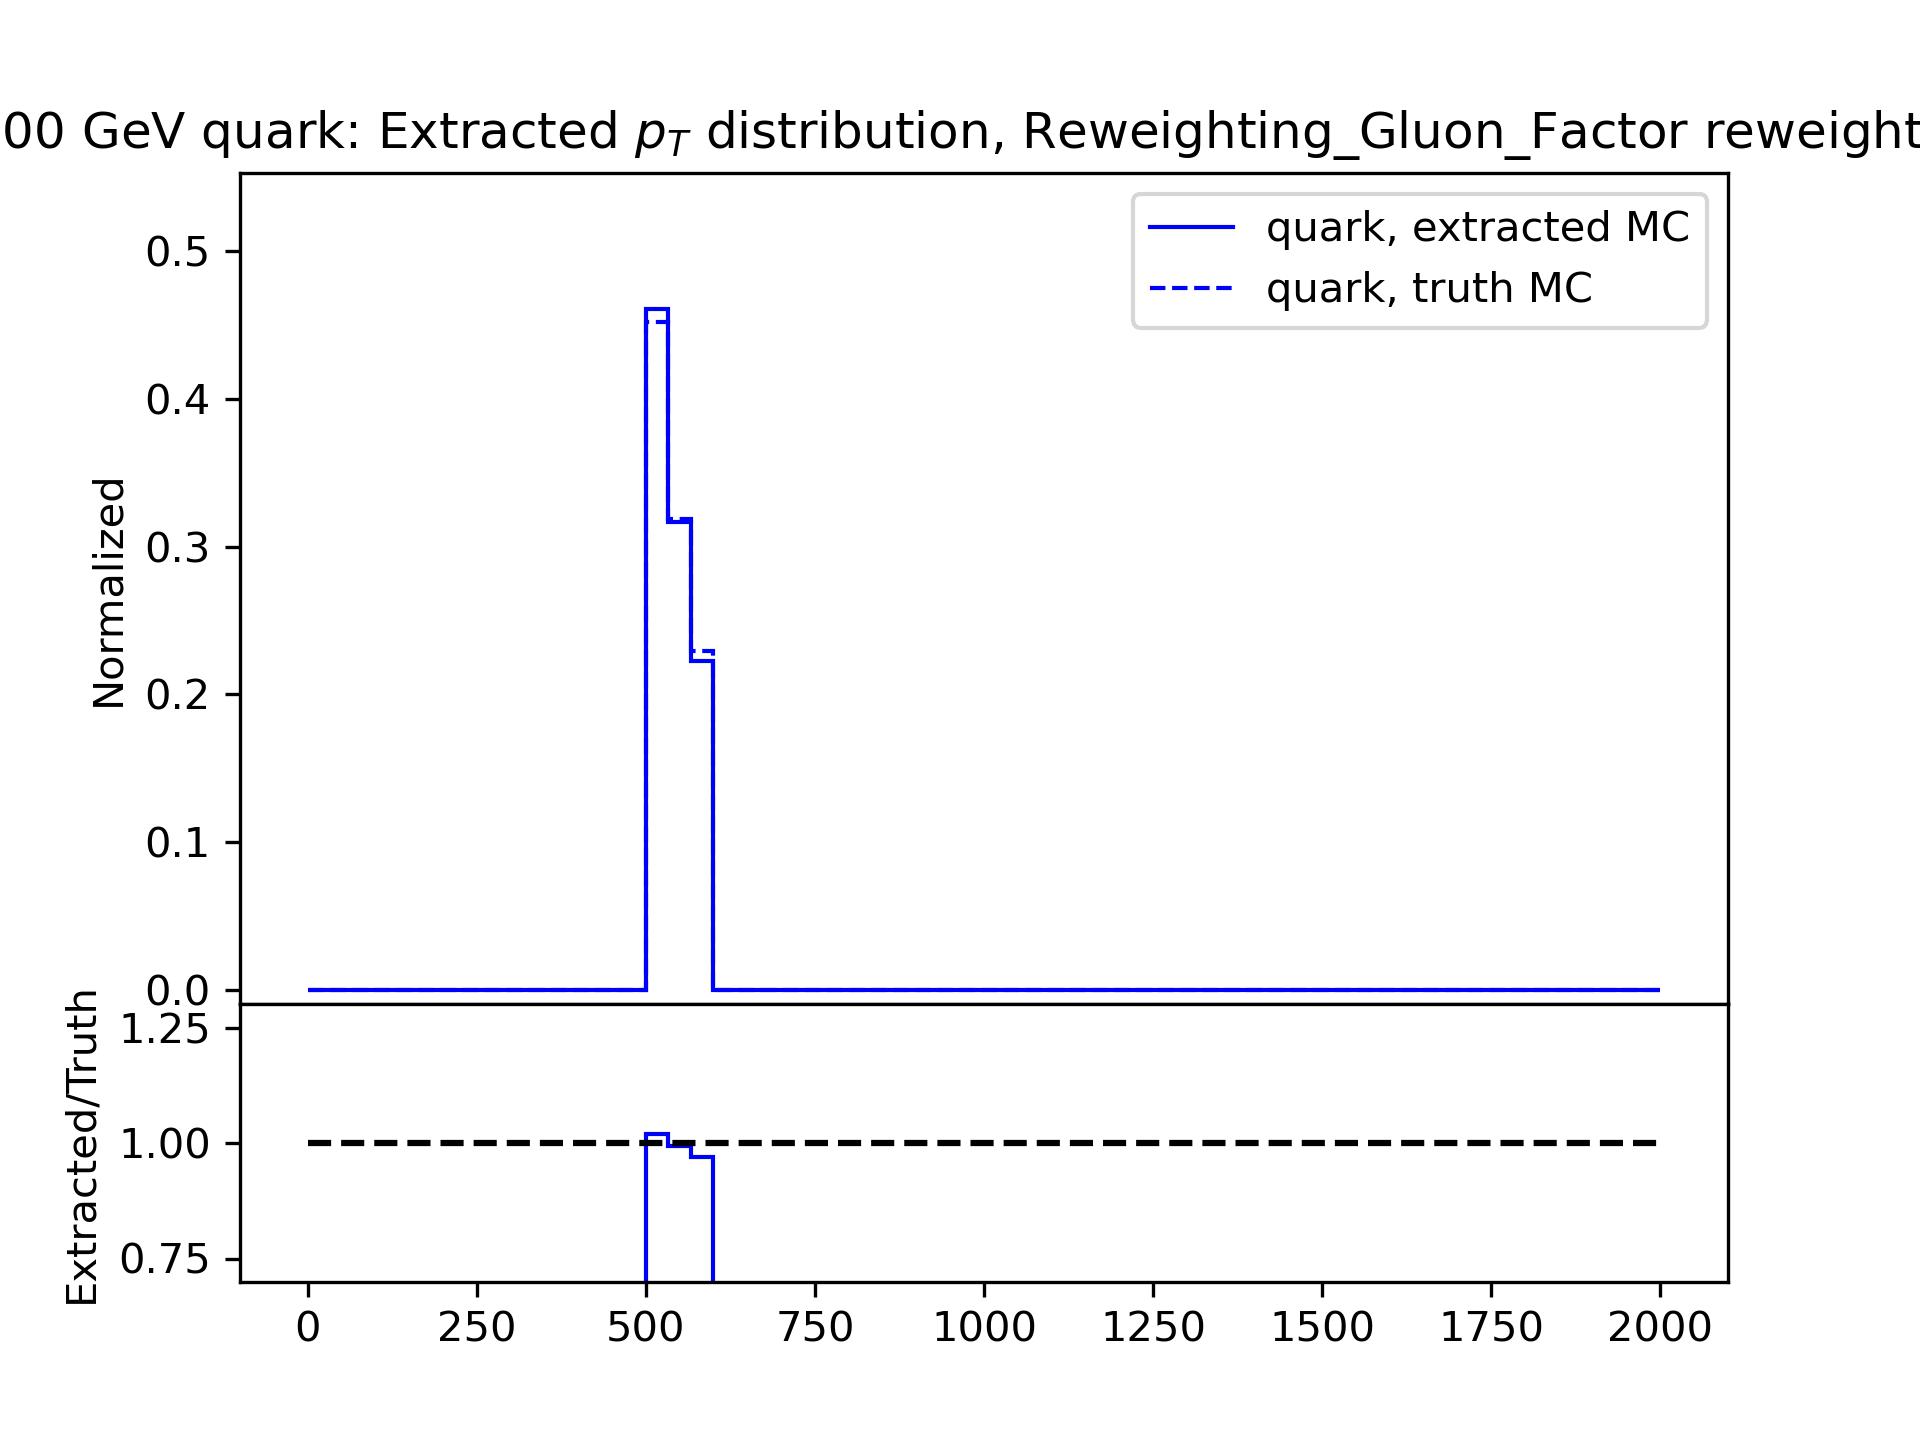 00 GeV quark: Extracted pT distribution, Reweighting_Gluon_Factor reweight
quark, extracted MC
quark, truth MC
Normalized
0.5
0.4
0.3
0.2
0.1
0.0
Extracted/Truth
1.25
1.00
0.75
0 250 500 750 1000 1250 1500 1750 2000